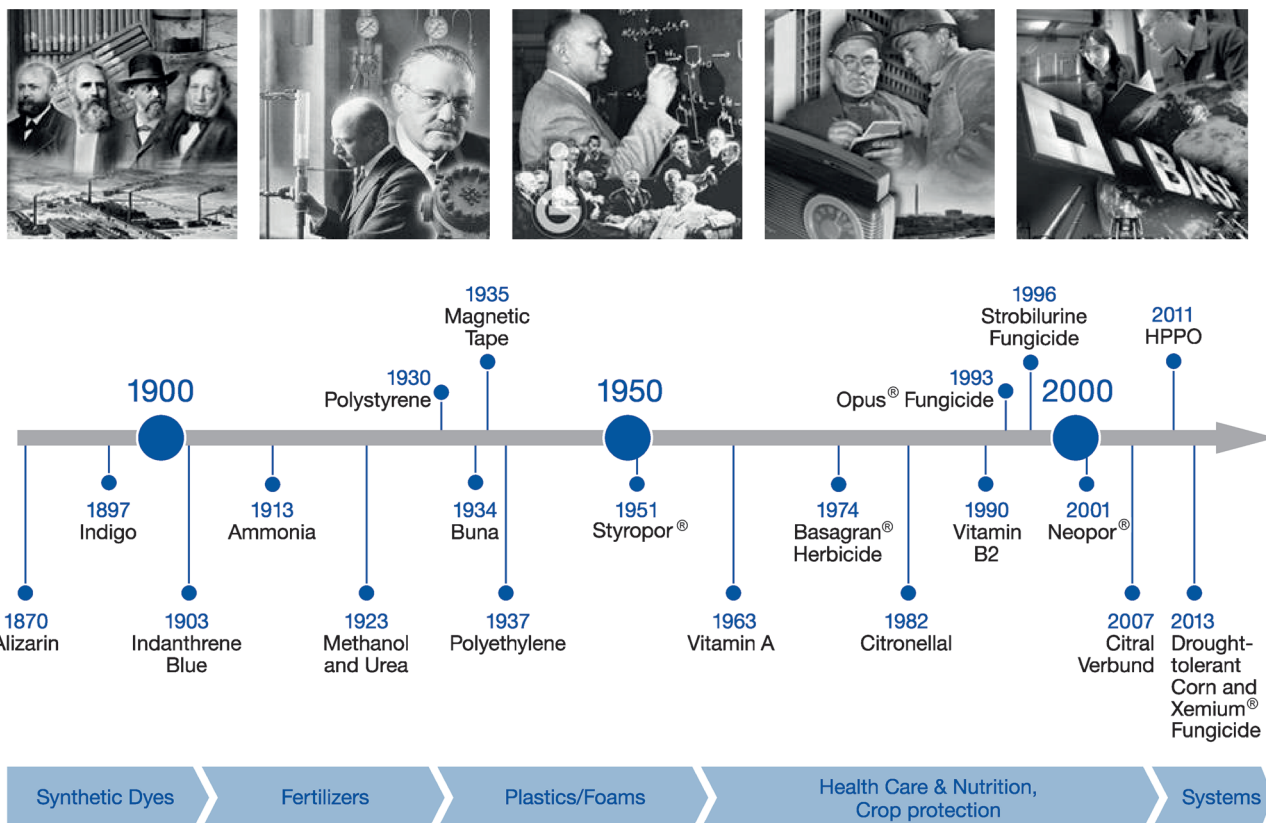 BASF
1935
Magnetic
Tape
1996
Strobilurine
Fungicide
2011
HPPO
1930
Polystyrene
1993
Opus® Fungicide
1900
1950
2000
1897
Indigo
1913
Ammonia
1934
Buna
1951
Styropor®
1974
Basagran®
Herbicide
1990
Vitamin
B2
2001
Neopor®
1870
Alizarin
1903
Indanthrene
Blue
1923
Methanol
and Urea
1937
Polyethylene
1963
Vitamin A
1982
Citronellal
2007
Citral
Verbund
2013
Drought-
tolerant
Corn and
Xemium®
Fungicide
Synthetic Dyes
Fertilizers
Plastics/Foams
Health Care & Nutrition,
Crop protection
Systems